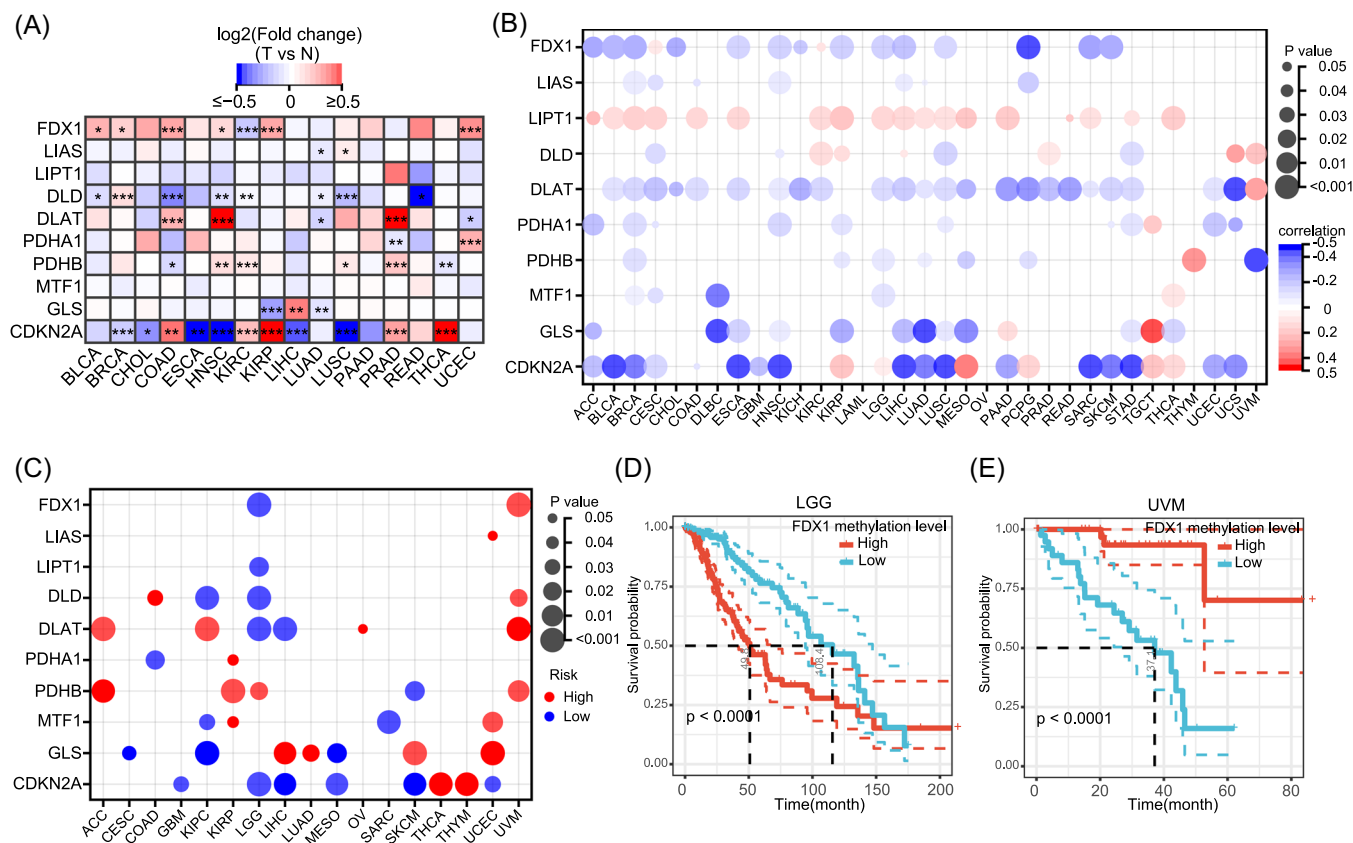 (A)
log2(Fold change)
(T vs N)
≤−0.5 0 ≥0.5
FDX1 * * *** * *** *** ***
LIAS * *
LIPT1
DLD * *** *** ** ** * *** *
DLAT *** *** * *** *
PDHA1 ** ***
PDHB * ** *** * *** **
MTF1
GLS *** ** **
CDKN2A *** * ** ** *** *** *** *** *** *** ***
BLCA BRCA CHOL COAD ESCA HNSC KIRC KIRP LIHC LUAD LUSC PAAD PRAD READ THCA UCEC
(B)
FDX1
LIAS
LIPT1
DLD
DLAT
PDHA1
PDHB
MTF1
GLS
CDKN2A
ACC BLCA BRCA CESC CHOL COAD DLBC ESCA GBM HNSC KICH KIRC KIRP LAML LGG LIHC LUAD LUSC MESO OV PAAD PCPG PRAD READ SARC SKCM STAD TGCT THCA THYM UCEC UCS UVM
P value
0.05
0.04
0.03
0.02
0.01
<0.001
correlation
-0.5
-0.4
-0.2
0
0.2
0.4
0.5
(C)
FDX1
LIAS
LIPT1
DLD
DLAT
PDHA1
PDHB
MTF1
GLS
CDKN2A
ACC CESC COAD GBM KIPC KIRP LGG LIHC LUAD MESO OV SARC SKCM THCA THYM UCEC UVM
P value
0.05
0.04
0.03
0.02
0.01
<0.001
Risk
High
Low
(D)
LGG
FDX1 methylation level
High
Low
Survival probability
1.00
0.75
0.50
0.25
0.00
108.4
p < 0.0001
0 50 100 150 200
Time(month)
(E)
UVM
FDX1 methylation level
High
Low
Survival probability
1.00
0.75
0.50
0.25
0.00
p < 0.0001
0 20 40 60 80
Time(month)